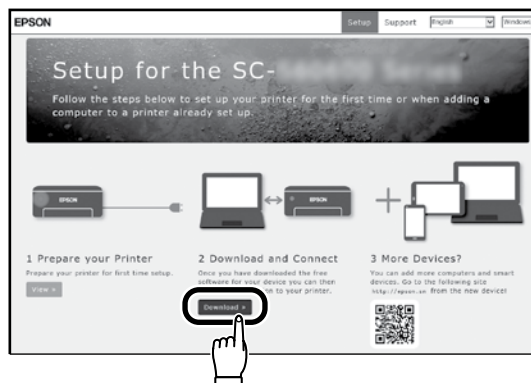 EPSON
Setup Support English Windows
Setup for the SC-
Follow the steps below to set up your printer for the first time or when adding a
computer to a printer already set up.
EPSON
EPSON
1 Prepare your Printer
Prepare your printer for first time setup.
View »
2 Download and Connect
Once you have downloaded the free
software for your device you can then
on to your printer.
Download »
3 More Devices?
You can add more computers and smart
devices. Go to the following site
http://epson.sn from the new device!